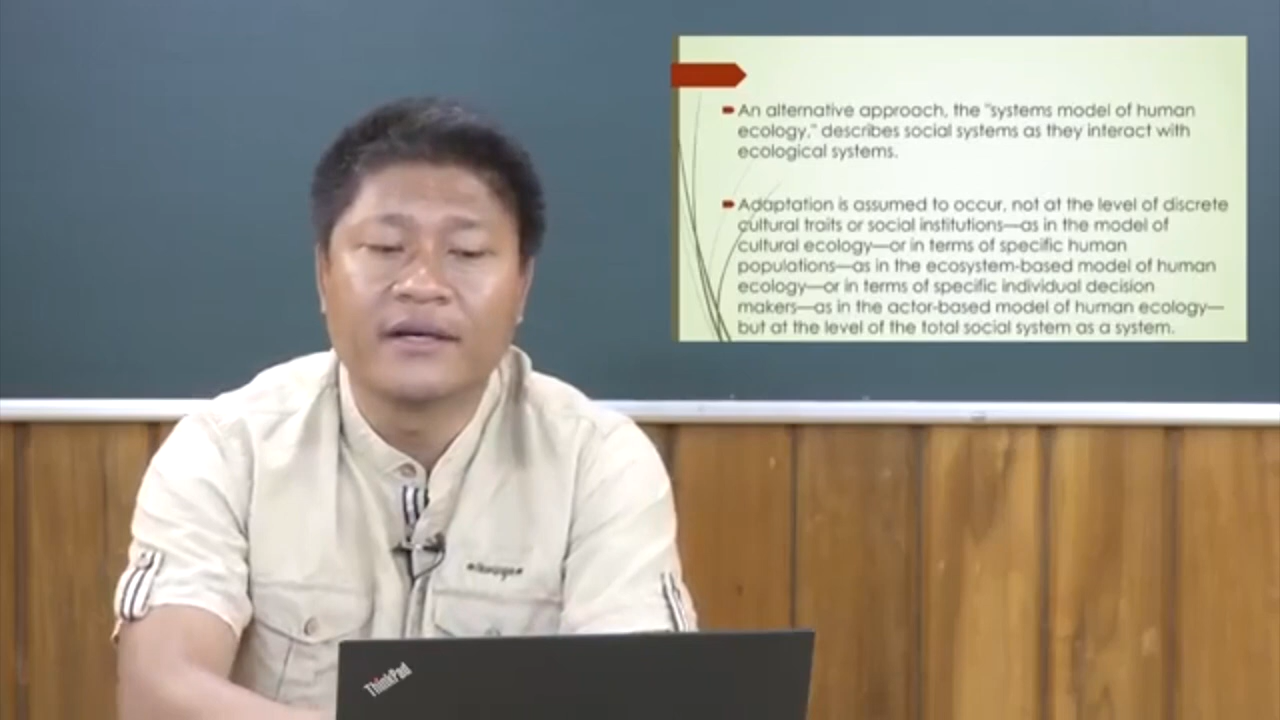 An alternative approach, the "systems model of human
ecology," describes social systems as they interact with
ecological systems.
Adaptation is assumed to occur, not at the level of discrete
cultural traits or social institutions—as in the model of
cultural ecology—or in terms of specific human
populations—as in the ecosystem-based model of human
ecology—or in terms of specific individual decision
makers—as in the actor-based model of human ecology—
but at the level of the total social system as a system.
ThinkPad